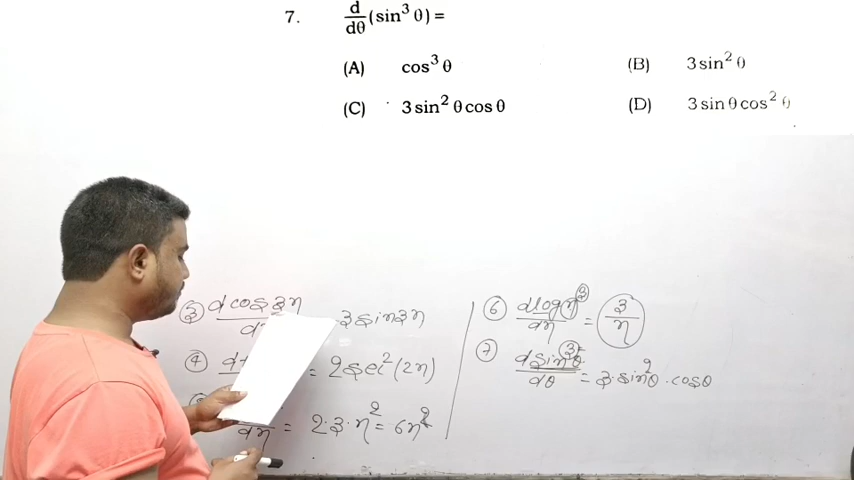 7. d/dθ (sin³ θ) =
(A) cos³ θ (B) 3 sin² θ
(C) 3 sin² θ cos θ (D) 3 sin θ cos² θ
③ d cos 3x
3 sin 3x
④ = 2 sec² (2x)
dx = 2·3·x² = 6x²
⑥ d log x³ / dx = 3/x
⑦ d sin³θ / dθ = 3·sin²θ·cosθ